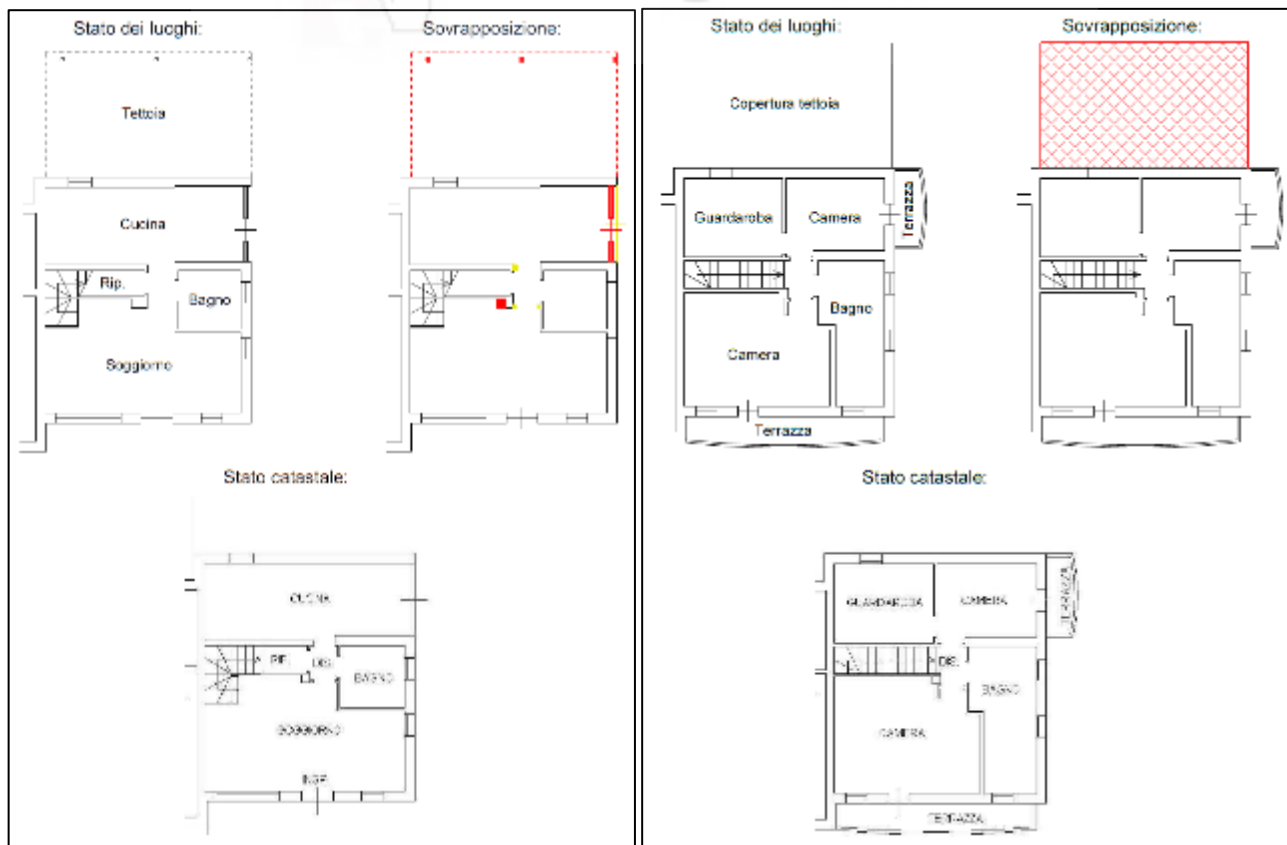 Stato dei luoghi:
Sovrapposizione:
Tettoia
Cucina
Rip.
Bagno
Soggiorno
Stato catastale:
CUCINA
RIP.
DIS.
BAGNO
SOGGIORNO
INGR.
Stato dei luoghi:
Sovrapposizione:
Copertura tettoia
Guardaroba
Camera
Terrazza
Bagno
Camera
Terrazza
Stato catastale:
GUARDAROBA
CAMERA
TERRAZZA
DIS.
BAGNO
CAMERA
TERRAZZA